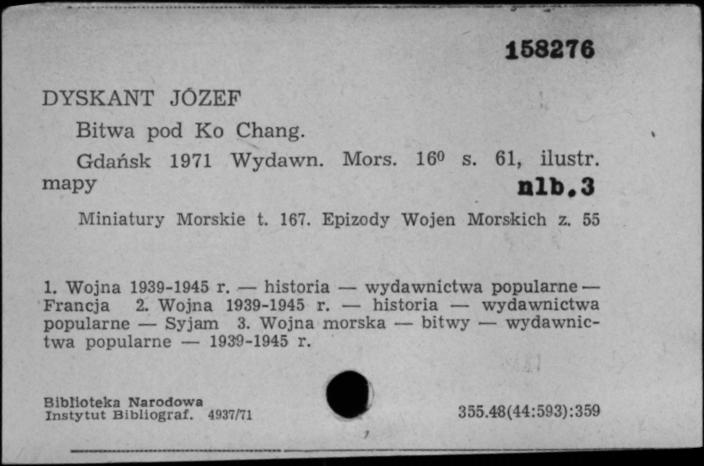 158276
DYSKANT JÓZEF
Bitwa pod Ko Chang.
Gdańsk 1971 Wydawn. Mors. 16⁰ s. 61, ilustr.
mapy nlb.3
Miniatury Morskie t. 167. Epizody Wojen Morskich z. 55
1. Wojna 1939-1945 r. — historia — wydawnictwa popularne —
Francja 2. Wojna 1939-1945 r. — historia — wydawnictwa
popularne — Syjam 3. Wojna morska — bitwy — wydawnic-
twa popularne — 1939-1945 r.
Biblioteka Narodowa
Instytut Bibliograf. 4937/71 355.48(44:593):359